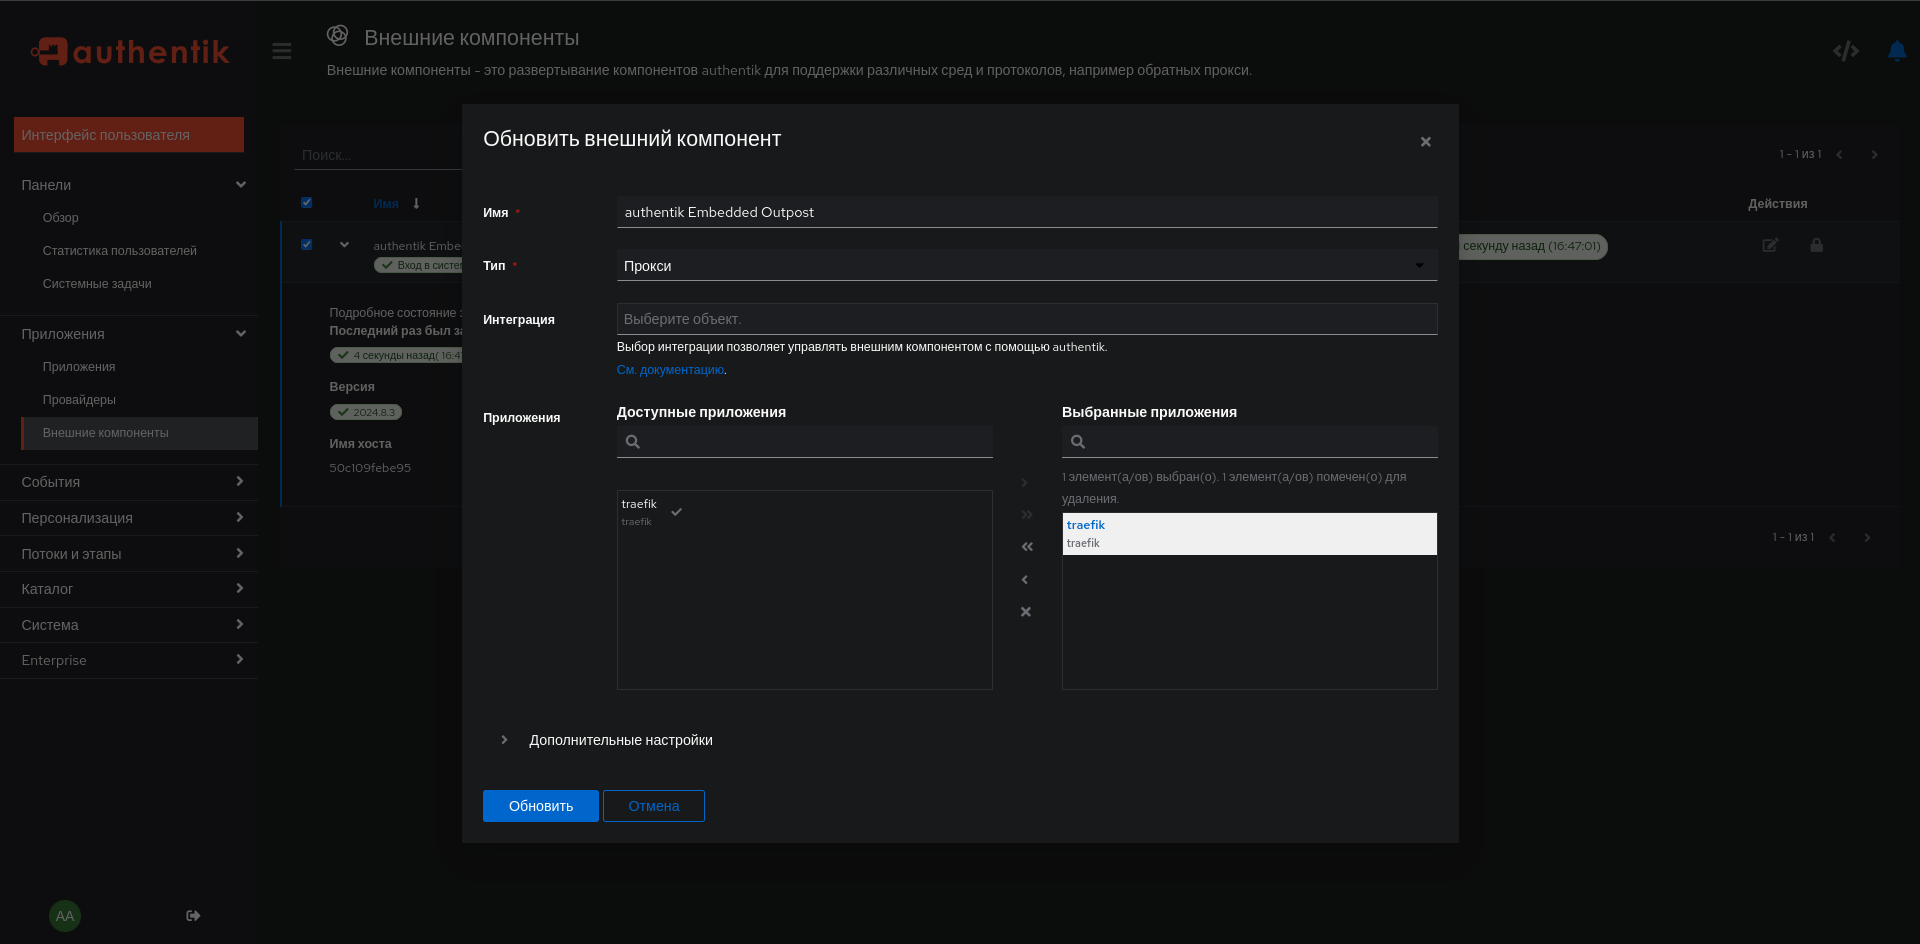 authentik
Внешние компоненты
Внешние компоненты - это развертывание компонентов authentik для поддержки различных сред и протоколов, например обратных прокси.
Интерфейс пользователя
Панели
Обзор
Статистика пользователей
Системные задачи
Приложения
Приложения
Провайдеры
Внешние компоненты
События
Персонализация
Потоки и этапы
Каталог
Система
Enterprise
AA
Поиск...
1 - 1 из 1
Имя
Действия
authentik Embe
Вход в систе
секунду назад (16:47:01)
Подробное состояние
Последний раз был
4 секунды назад( 16:4
Версия
2024.8.3
Имя хоста
50c109febe95
1 - 1 из 1
Обновить внешний компонент
Имя *
authentik Embedded Outpost
Тип *
Прокси
Интеграция
Выберите объект.
Выбор интеграции позволяет управлять внешним компонентом с помощью authentik.
См. документацию.
Приложения
Доступные приложения
traefik
traefik
Выбранные приложения
1 элемент(а/ов) выбран(о). 1 элемент(а/ов) помечен(о) для
удаления.
traefik
traefik
Дополнительные настройки
Обновить
Отмена